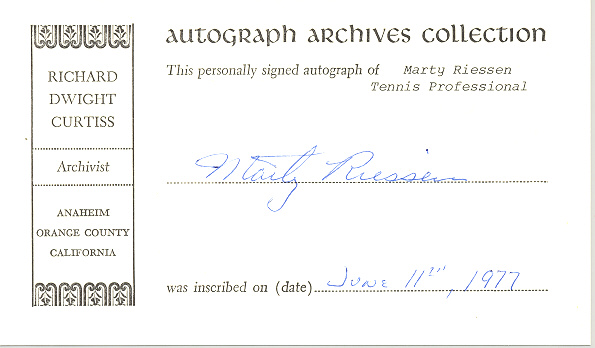 autograph archives collection
This personally signed autograph of Marty Riessen
Tennis Professional
RICHARD
DWIGHT
CURTISS
Archivist
ANAHEIM
ORANGE COUNTY
CALIFORNIA
Marty Riessen
was inscribed on (date) June 11th, 1977